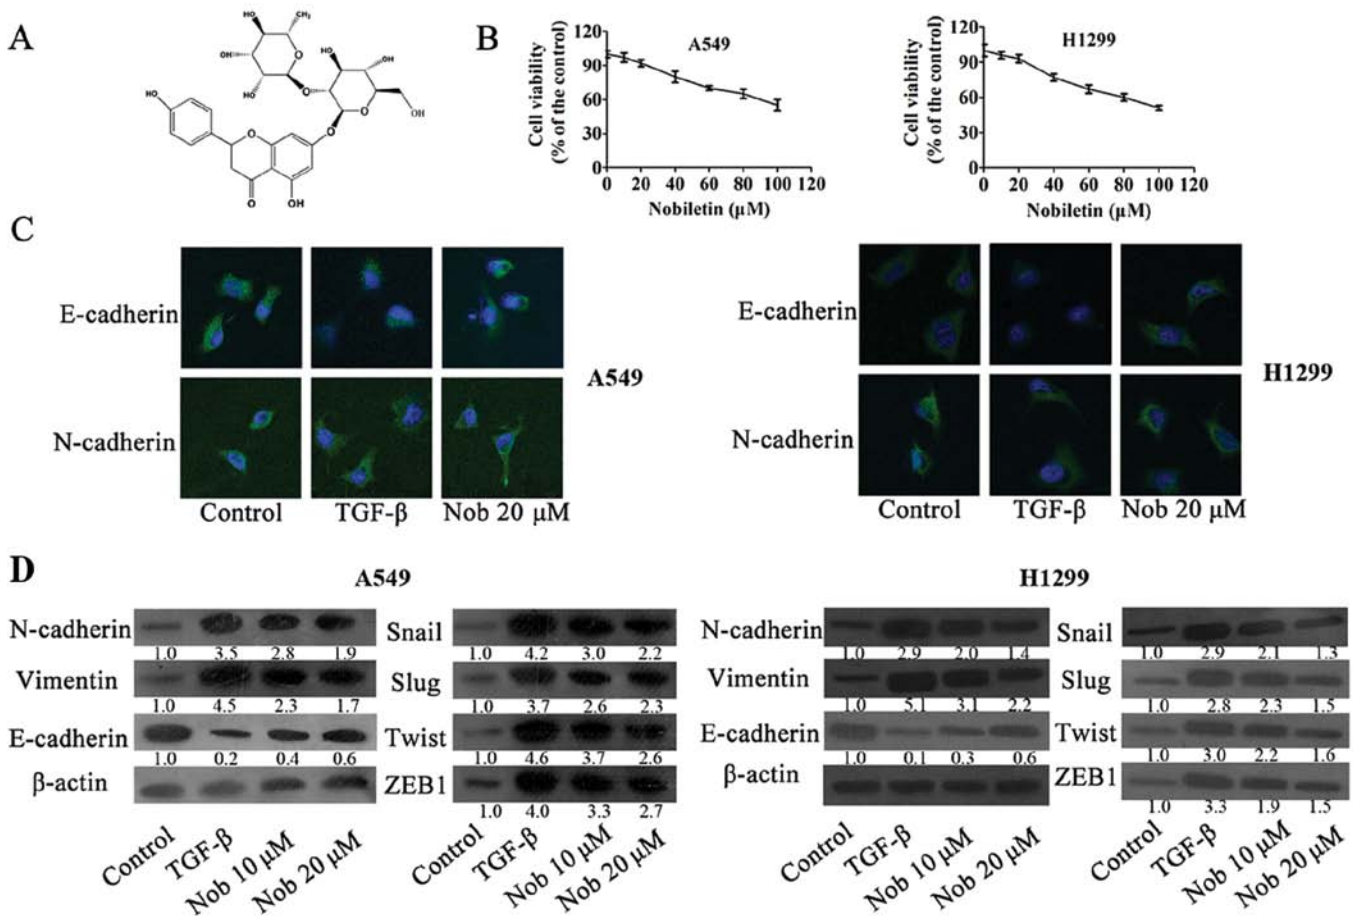 A
HO
CH3
HO
OH
HO
O
O
HO
OH
O
OH
HO
O
O
O
OH
B
A549
Cell viability
(% of the control)
120
90
60
30
0
0 20 40 60 80 100 120
Nobiletin (μM)
H1299
Cell viability
(% of the control)
120
90
60
30
0
0 20 40 60 80 100 120
Nobiletin (μM)
C
E-cadherin
N-cadherin
A549
Control TGF-β Nob 20 μM
E-cadherin
N-cadherin
H1299
Control TGF-β Nob 20 μM
D
A549
N-cadherin
1.0 3.5 2.8 1.9
Vimentin
1.0 4.5 2.3 1.7
E-cadherin
1.0 0.2 0.4 0.6
β-actin
Control TGF-β Nob 10 μM Nob 20 μM
Snail
1.0 4.2 3.0 2.2
Slug
1.0 3.7 2.6 2.3
Twist
1.0 4.6 3.7 2.6
ZEB1
1.0 4.0 3.3 2.7
Control TGF-β Nob 10 μM Nob 20 μM
H1299
N-cadherin
1.0 2.9 2.0 1.4
Vimentin
1.0 5.1 3.1 2.2
E-cadherin
1.0 0.1 0.3 0.6
β-actin
Control TGF-β Nob 10 μM Nob 20 μM
Snail
1.0 2.9 2.1 1.3
Slug
1.0 2.8 2.3 1.5
Twist
1.0 3.0 2.2 1.6
ZEB1
1.0 3.3 1.9 1.5
Control TGF-β Nob 10 μM Nob 20 μM